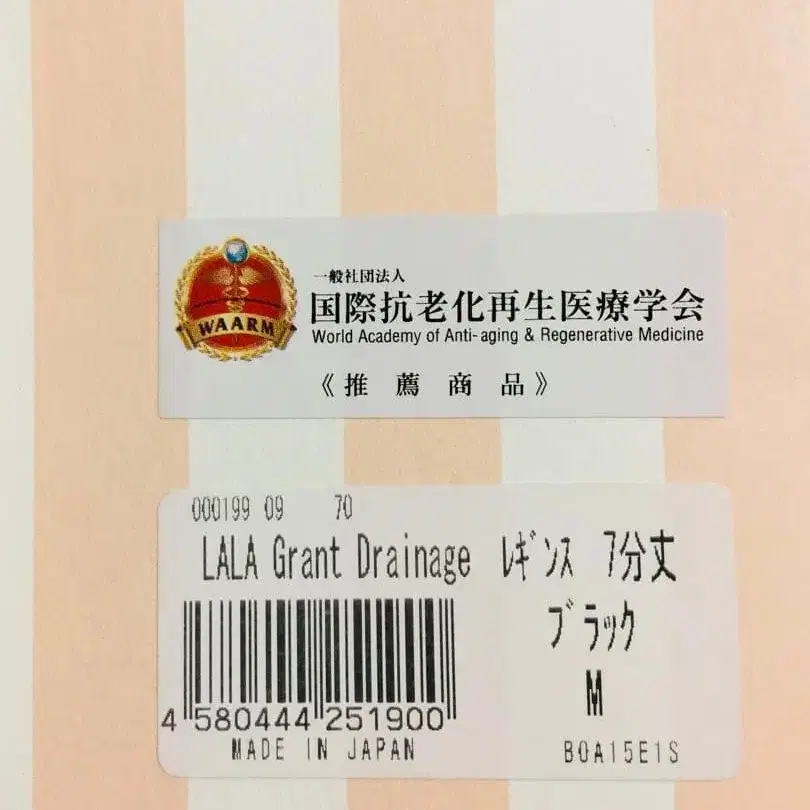 WAARM
一般社団法人
国際抗老化再生医療学会
World Academy of Anti-aging & Regenerative Medicine
《推薦商品》
000199 09 70
LALA Grant Drainage ﾚｷﾞﾝｽ 7分丈
ﾌﾞﾗｯｸ
M
4 580444 251900
MADE IN JAPAN
B0A15E1S